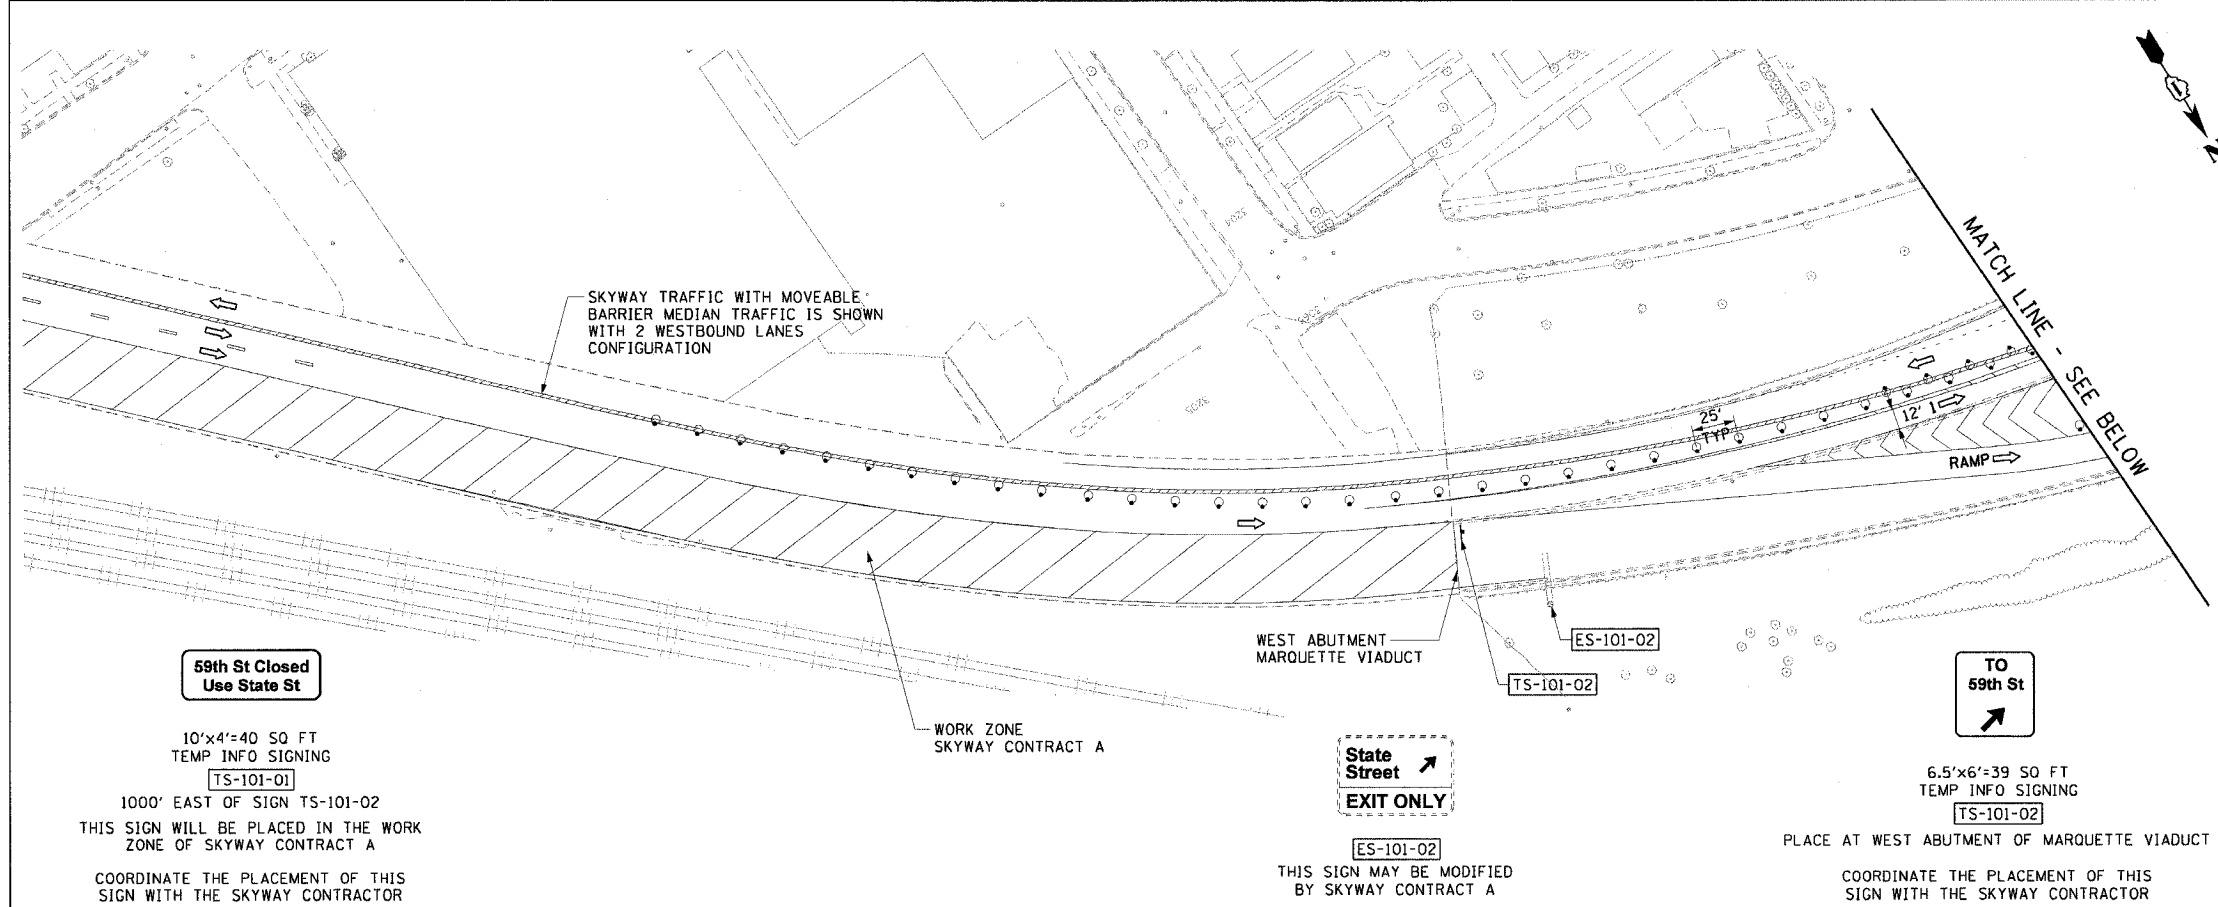 N
MATCH LINE - SEE BELOW
SKYWAY TRAFFIC WITH MOVEABLE
BARRIER MEDIAN TRAFFIC IS SHOWN
WITH 2 WESTBOUND LANES
CONFIGURATION
25'
TYP
12'
RAMP
WEST ABUTMENT
MARQUETTE VIADUCT
ES-101-02
TS-101-02
WORK ZONE
SKYWAY CONTRACT A
59th St Closed
Use State St
10'x4'=40 SQ FT
TEMP INFO SIGNING
TS-101-01
1000' EAST OF SIGN TS-101-02
THIS SIGN WILL BE PLACED IN THE WORK
ZONE OF SKYWAY CONTRACT A
COORDINATE THE PLACEMENT OF THIS
SIGN WITH THE SKYWAY CONTRACTOR
State
Street
EXIT ONLY
ES-101-02
THIS SIGN MAY BE MODIFIED
BY SKYWAY CONTRACT A
TO
59th St
6.5'x6'=39 SQ FT
TEMP INFO SIGNING
TS-101-02
PLACE AT WEST ABUTMENT OF MARQUETTE VIADUCT
COORDINATE THE PLACEMENT OF THIS
SIGN WITH THE SKYWAY CONTRACTOR